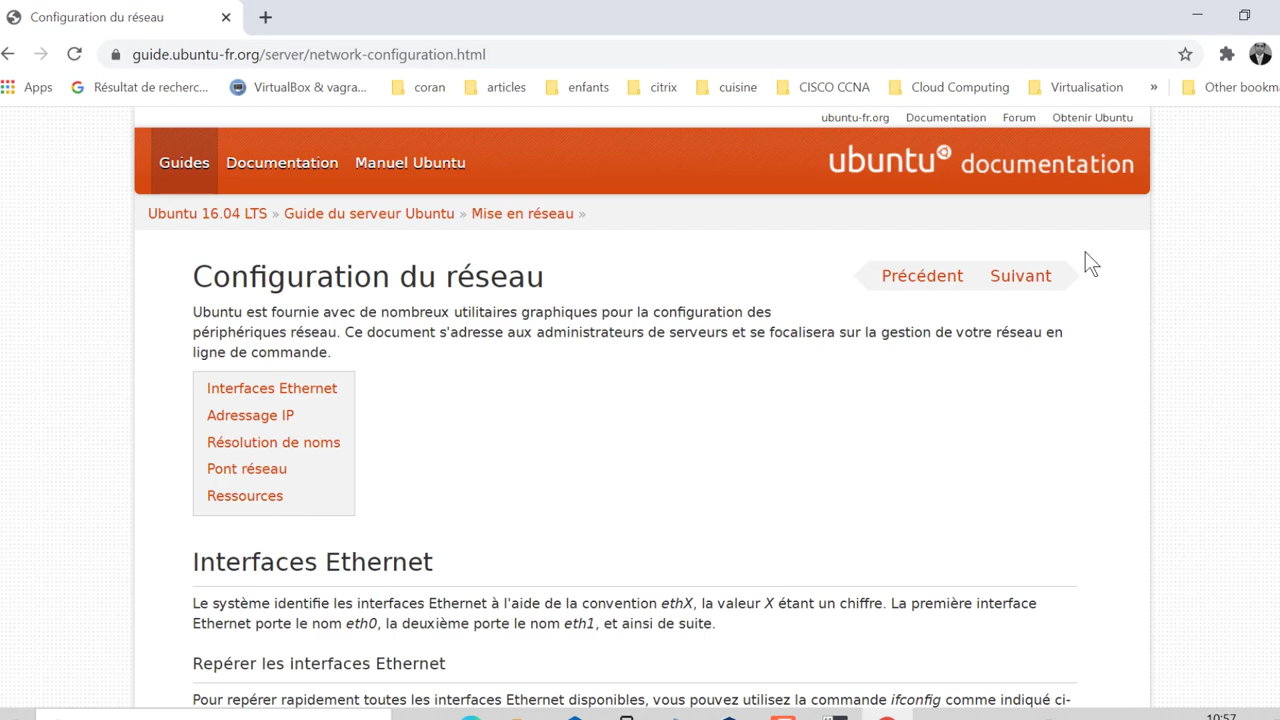 Configuration du réseau
guide.ubuntu-fr.org/server/network-configuration.html
Apps
Résultat de recherc...
VirtualBox & vagra...
coran
articles
enfants
citrix
cuisine
CISCO CCNA
Cloud Computing
Virtualisation
»
Other bookma
ubuntu-fr.org Documentation Forum Obtenir Ubuntu
Guides Documentation Manuel Ubuntu
ubuntu documentation
Ubuntu 16.04 LTS » Guide du serveur Ubuntu » Mise en réseau »
Configuration du réseau
Précédent Suivant
Ubuntu est fournie avec de nombreux utilitaires graphiques pour la configuration des
périphériques réseau. Ce document s'adresse aux administrateurs de serveurs et se focalisera sur la gestion de votre réseau en
ligne de commande.
Interfaces Ethernet
Adressage IP
Résolution de noms
Pont réseau
Ressources
Interfaces Ethernet
Le système identifie les interfaces Ethernet à l'aide de la convention ethX, la valeur X étant un chiffre. La première interface
Ethernet porte le nom eth0, la deuxième porte le nom eth1, et ainsi de suite.
Repérer les interfaces Ethernet
Pour repérer rapidement toutes les interfaces Ethernet disponibles, vous pouvez utilisez la commande ifconfig comme indiqué ci-
10:57